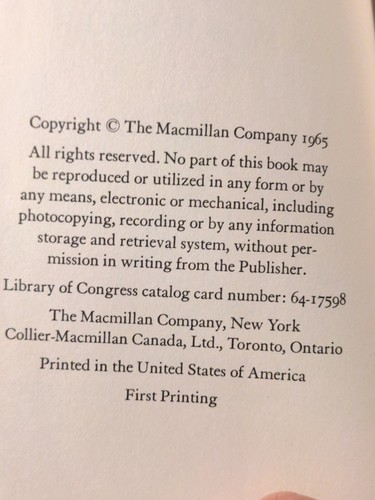 Copyright © The Macmillan Company 1965
All rights reserved. No part of this book may
be reproduced or utilized in any form or by
any means, electronic or mechanical, including
photocopying, recording or by any information
storage and retrieval system, without per-
mission in writing from the Publisher.
Library of Congress catalog card number: 64-17598
The Macmillan Company, New York
Collier-Macmillan Canada, Ltd., Toronto, Ontario
Printed in the United States of America
First Printing